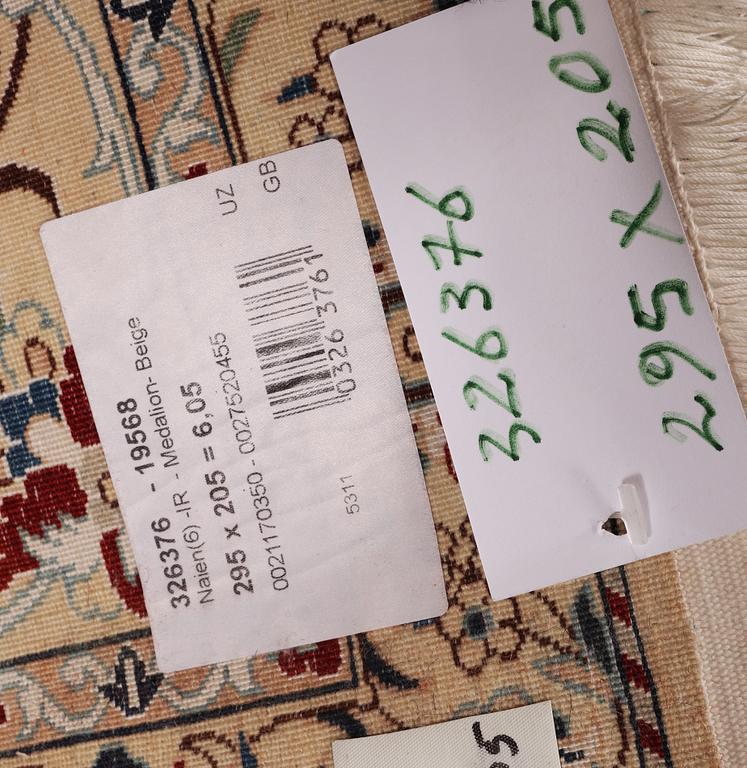 326376 - 19568
Naien(6) -IR - Medalion- Beige
295 x 205 = 6,05
0021170350 - 0027520455
0326 3761
5311
UZ
GB
326376
295 X 205